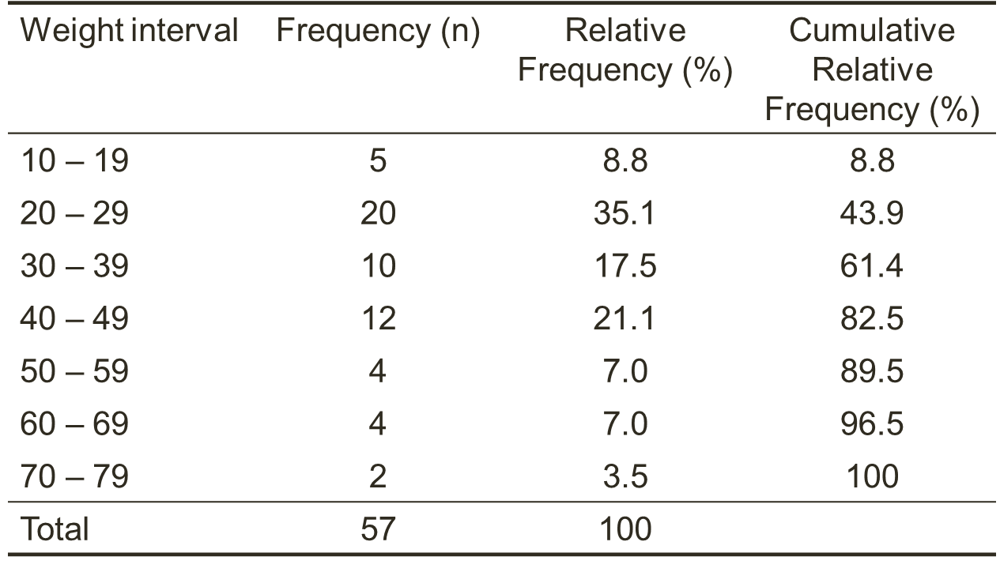 Weight interval Frequency (n) Relative Frequency (%) Cumulative Relative Frequency (%)
10 – 19 5 8.8 8.8
20 – 29 20 35.1 43.9
30 – 39 10 17.5 61.4
40 – 49 12 21.1 82.5
50 – 59 4 7.0 89.5
60 – 69 4 7.0 96.5
70 – 79 2 3.5 100
Total 57 100